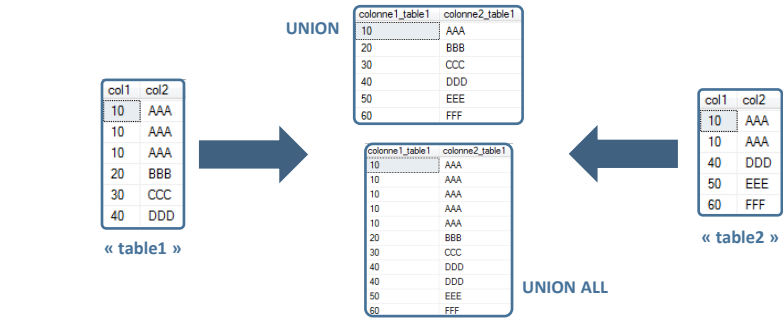 UNION
colonne1_table1 colonne2_table1
10 AAA
20 BBB
30 CCC
40 DDD
50 EEE
60 FFF
col1 col2
10 AAA
10 AAA
10 AAA
20 BBB
30 CCC
40 DDD
« table1 »
colonne1_table1 colonne2_table1
10 AAA
10 AAA
10 AAA
10 AAA
10 AAA
20 BBB
30 CCC
40 DDD
40 DDD
50 EEE
60 FFF
UNION ALL
col1 col2
10 AAA
10 AAA
40 DDD
50 EEE
60 FFF
« table2 »